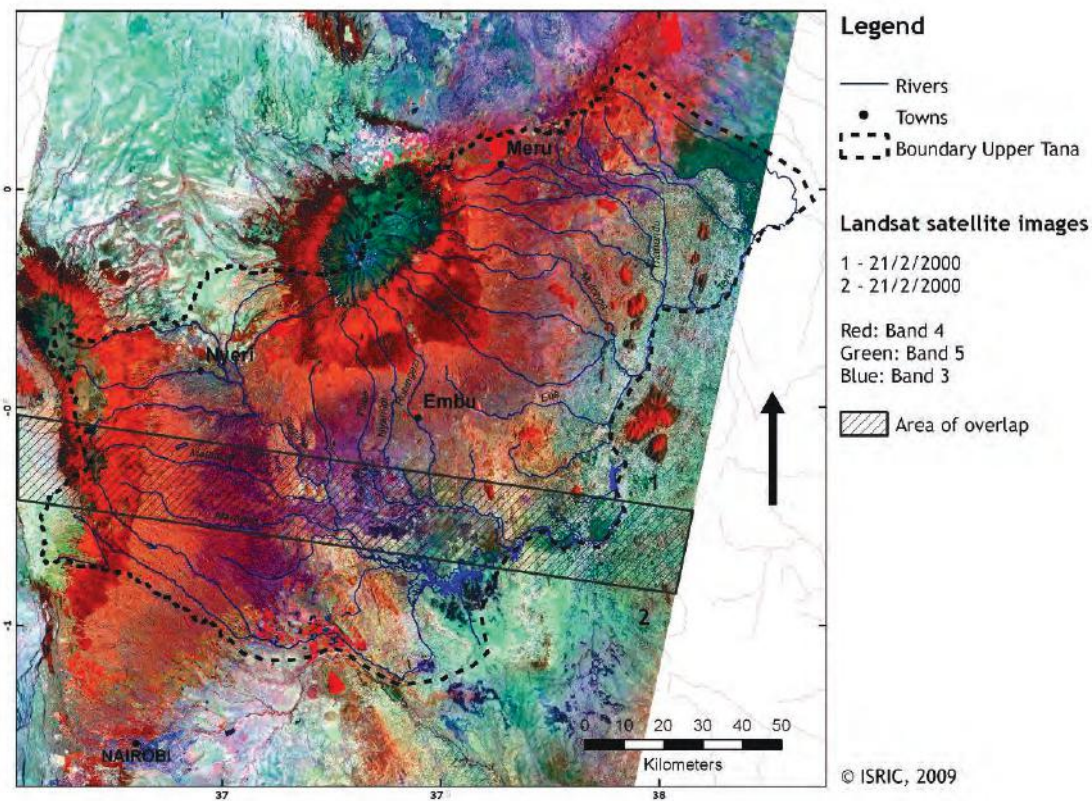 Legend
Rivers
Towns
Boundary Upper Tana
Landsat satellite images
1 - 21/2/2000
2 - 21/2/2000
Red: Band 4
Green: Band 5
Blue: Band 3
Area of overlap
© ISRIC, 2009
Meru
0
Nyeri
Embu
Ena
-0
1
2
-1
NAIROBI
0 10 20 30 40 50
Kilometers
37
37
38